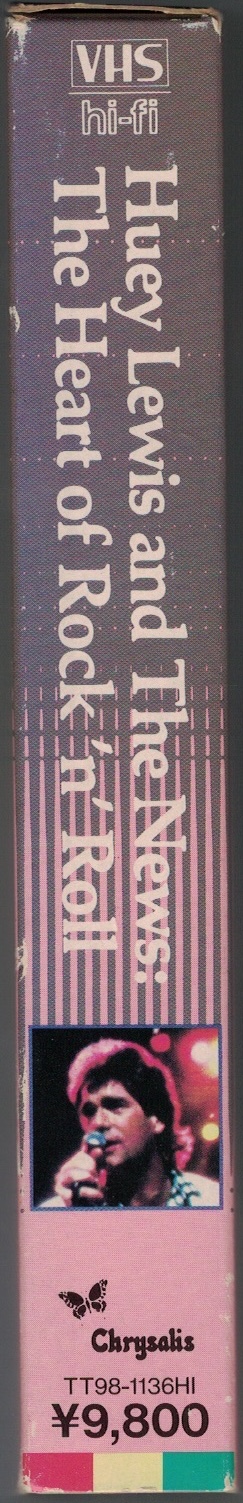 VHS
hi-fi
Huey Lewis and The News:
The Heart of Rock 'n' Roll
Chrysalis
TT98-1136HI
¥9,800